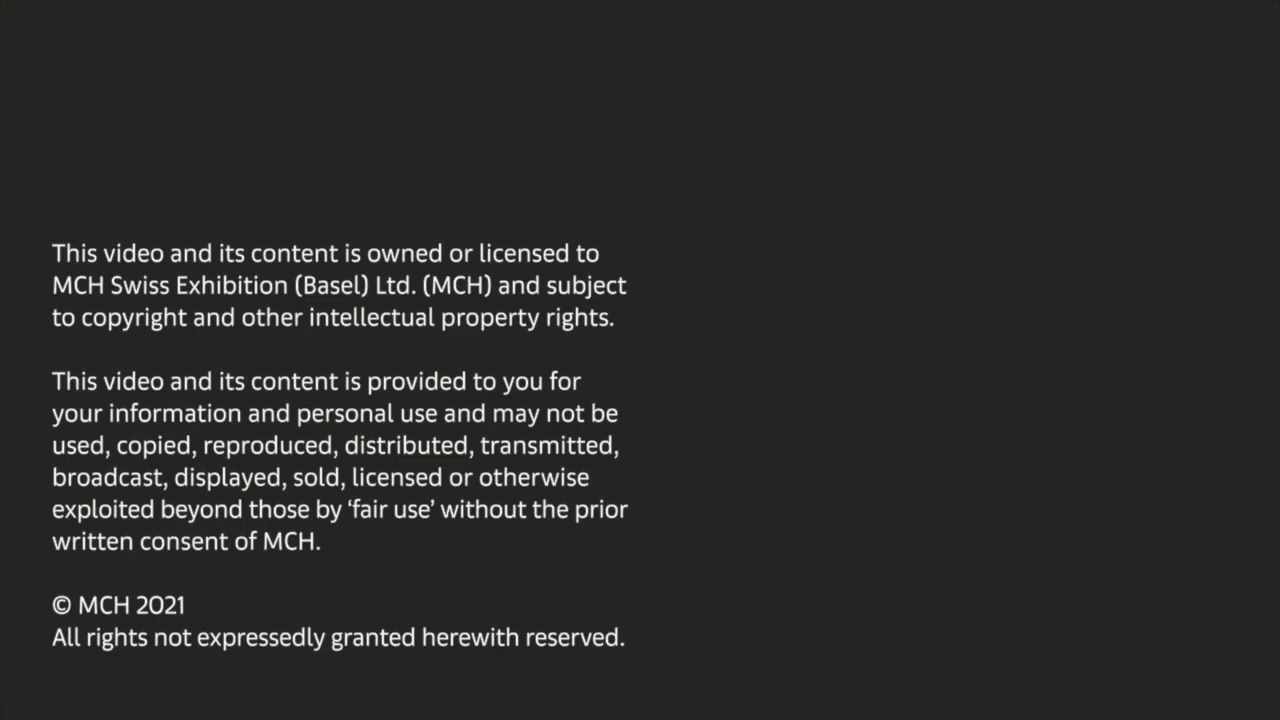 This video and its content is owned or licensed to
MCH Swiss Exhibition (Basel) Ltd. (MCH) and subject
to copyright and other intellectual property rights.
This video and its content is provided to you for
your information and personal use and may not be
used, copied, reproduced, distributed, transmitted,
broadcast, displayed, sold, licensed or otherwise
exploited beyond those by ‘fair use’ without the prior
written consent of MCH.
© MCH 2021
All rights not expressedly granted herewith reserved.